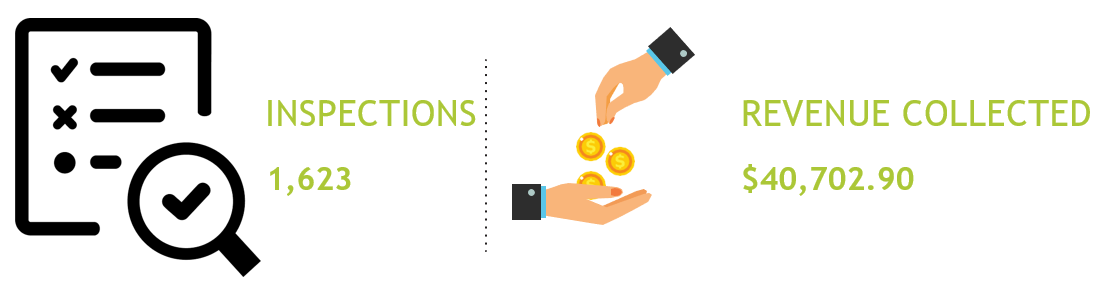 INSPECTIONS
1,623
REVENUE COLLECTED
$40,702.90